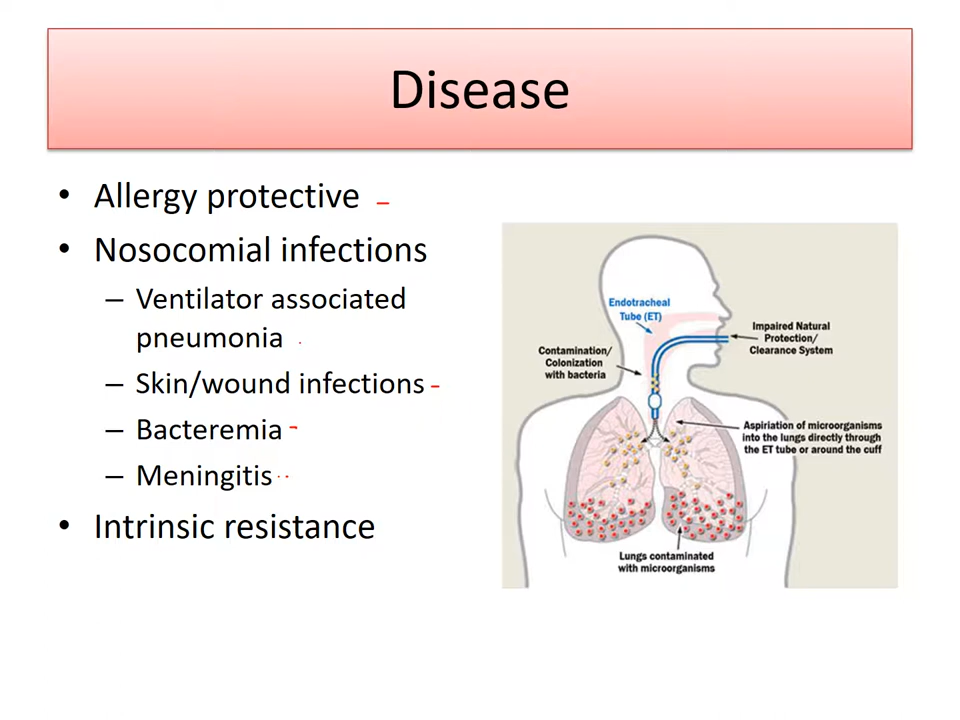 Disease
• Allergy protective
• Nosocomial infections
– Ventilator associated
pneumonia
– Skin/wound infections
– Bacteremia
– Meningitis
• Intrinsic resistance
Endotracheal
Tube (ET)
Impaired Natural
Protection/
Clearance System
Contamination/
Colonization
with bacteria
Aspiriation of microorganisms
into the lungs directly through
the ET tube or around the cuff
Lungs contaminated
with microorganisms